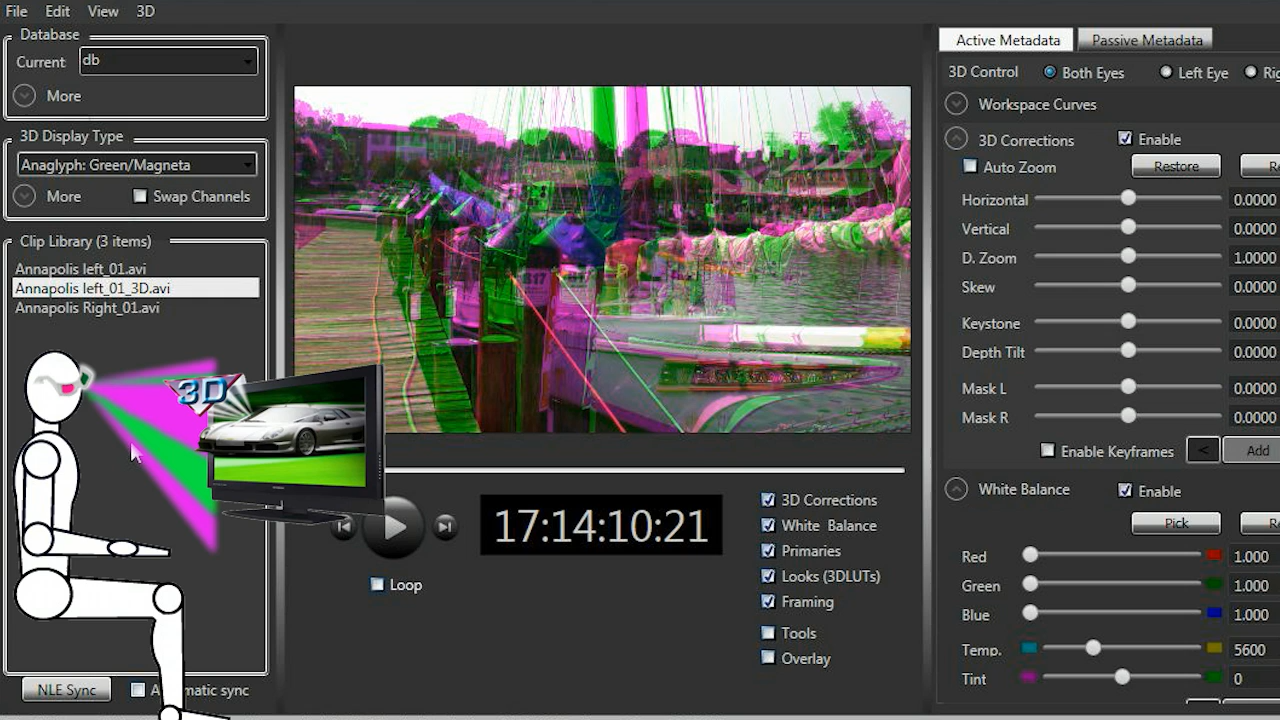 File Edit View 3D
Database
Current db
More
3D Display Type
Anaglyph: Green/Magneta
More Swap Channels
Clip Library (3 items)
Annapolis left_01.avi
Annapolis left_01_3D.avi
Annapolis Right_01.avi
3D
NLE Sync
17:14:10:21
Loop
3D Corrections
White Balance
Primaries
Looks (3DLUTs)
Framing
Tools
Overlay
Active Metadata Passive Metadata
3D Control Both Eyes Left Eye
Workspace Curves
3D Corrections Enable
Auto Zoom Restore
Horizontal 0.0000
Vertical 0.0000
D. Zoom 1.0000
Skew 0.0000
Keystone 0.0000
Depth Tilt 0.0000
Mask L 0.0000
Mask R 0.0000
Enable Keyframes < Add
White Balance Enable
Pick
Red 1.000
Green 1.000
Blue 1.000
Temp. 5600
Tint 0